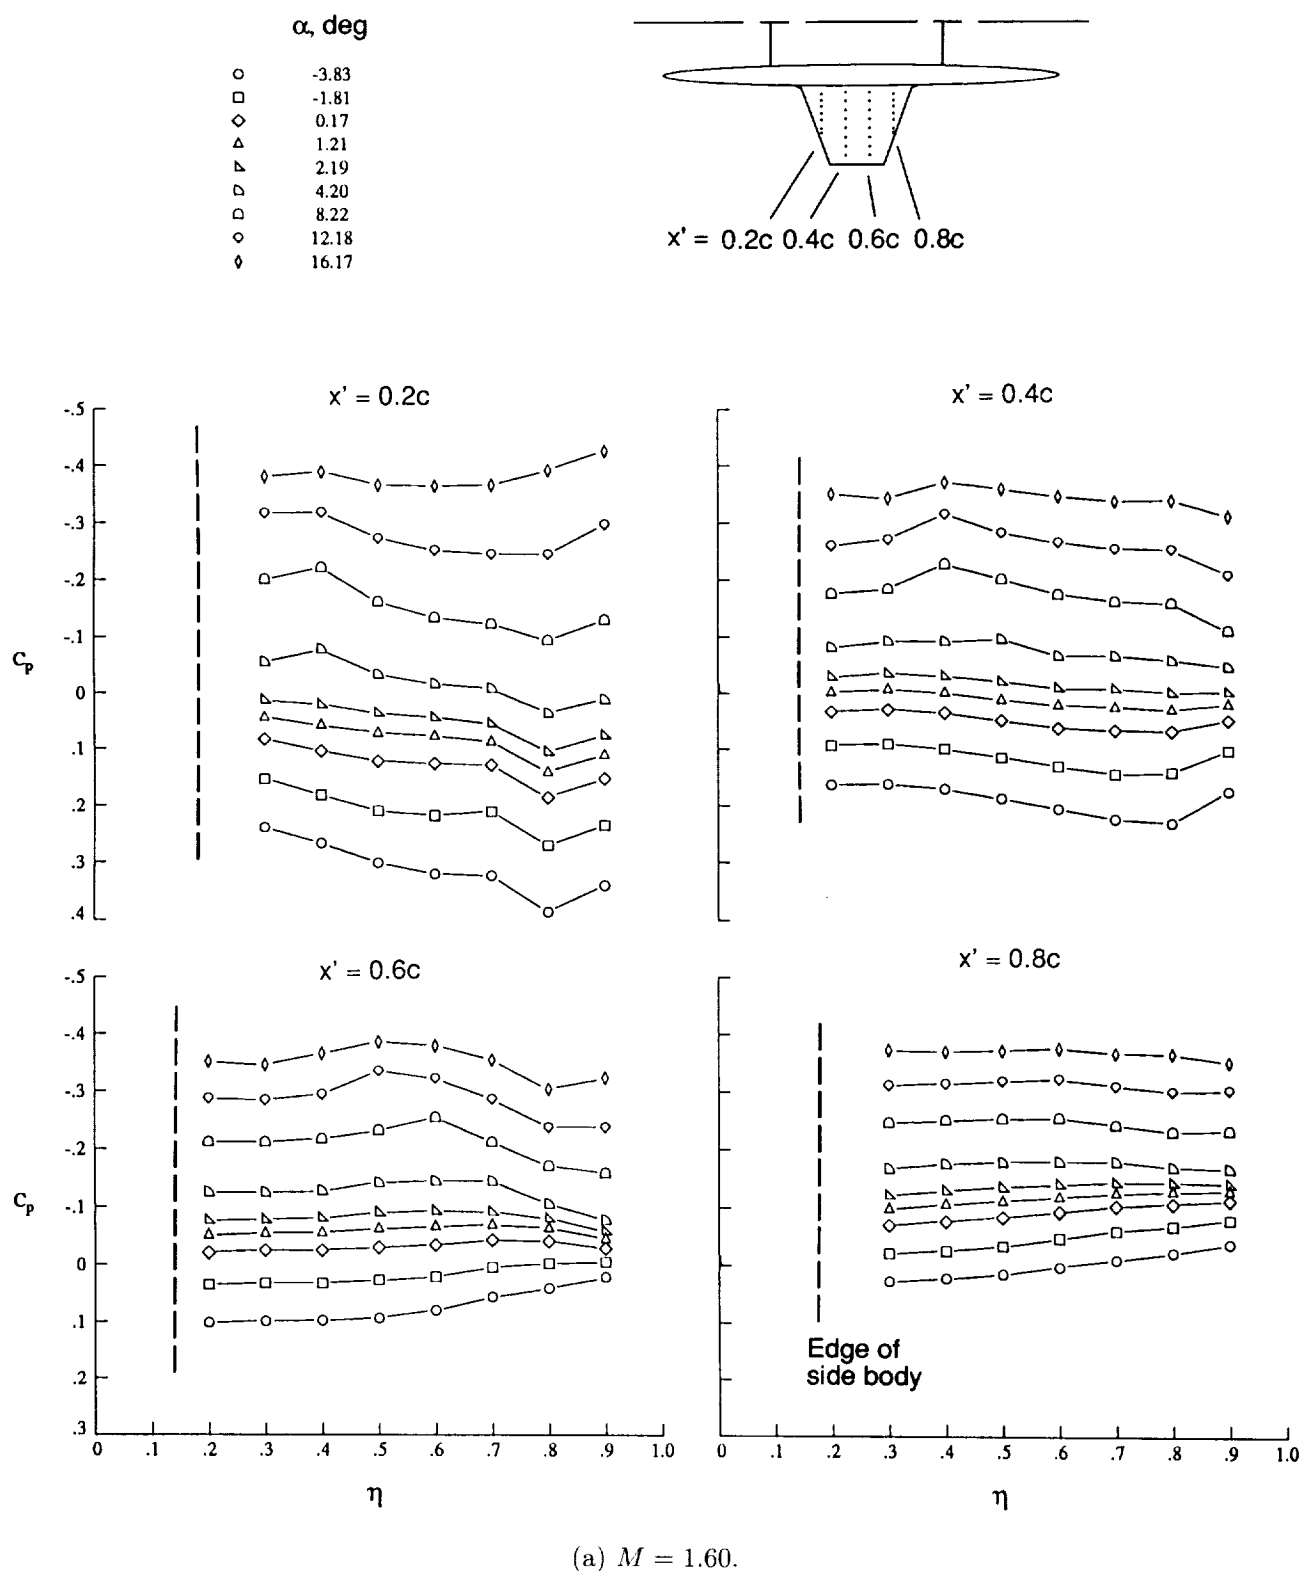 α, deg
-3.83
-1.81
0.17
1.21
2.19
4.20
8.22
12.18
16.17
x' = 0.2c 0.4c 0.6c 0.8c
x' = 0.2c
-.5
-.4
-.3
-.2
-.1
0
.1
.2
.3
.4
Cp
x' = 0.4c
x' = 0.6c
-.5
-.4
-.3
-.2
-.1
0
.1
.2
.3
Cp
0 .1 .2 .3 .4 .5 .6 .7 .8 .9 1.0
η
x' = 0.8c
Edge of
side body
0 .1 .2 .3 .4 .5 .6 .7 .8 .9 1.0
η
(a) M = 1.60.